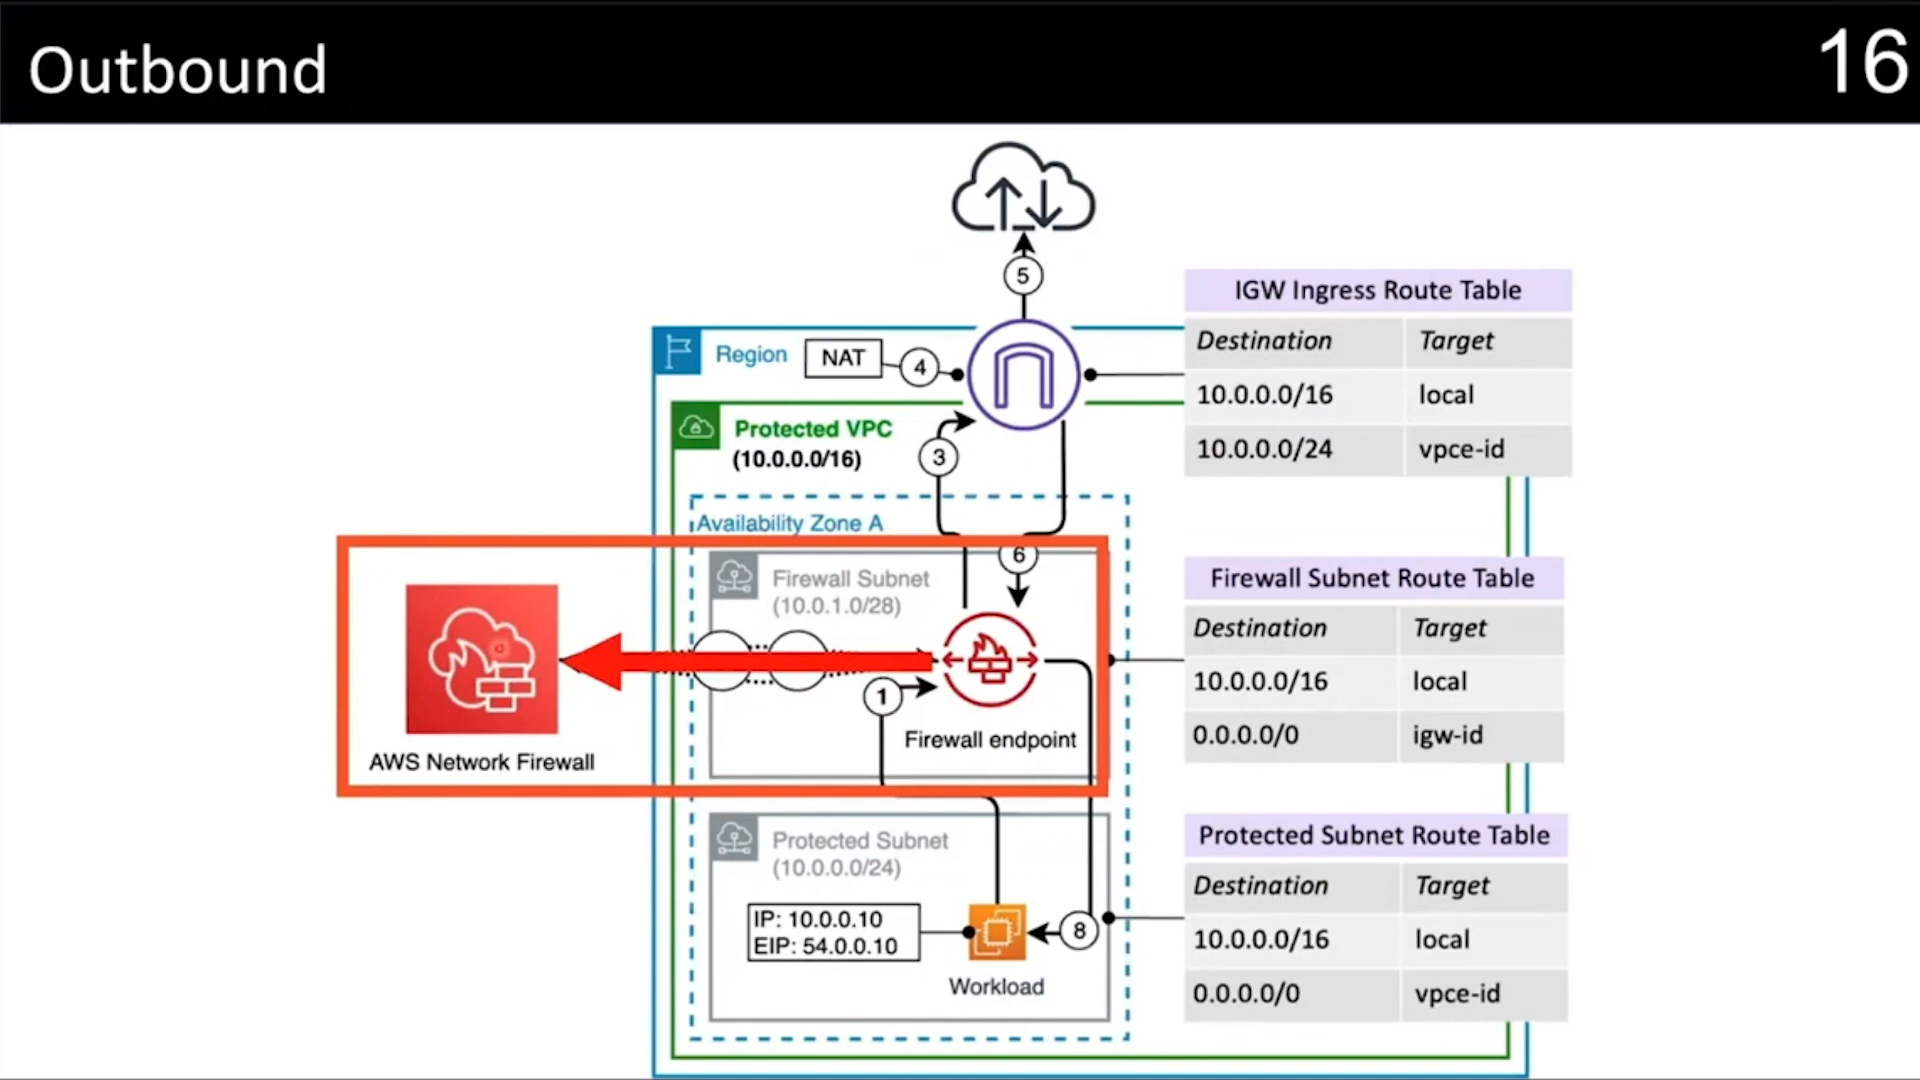 Outbound
16
5
Region
NAT
4
Protected VPC
(10.0.0.0/16)
3
Availability Zone A
6
Firewall Subnet
(10.0.1.0/28)
1
Firewall endpoint
AWS Network Firewall
Protected Subnet
(10.0.0.0/24)
IP: 10.0.0.10
EIP: 54.0.0.10
8
Workload
IGW Ingress Route Table
Destination Target
10.0.0.0/16 local
10.0.0.0/24 vpce-id
Firewall Subnet Route Table
Destination Target
10.0.0.0/16 local
0.0.0.0/0 igw-id
Protected Subnet Route Table
Destination Target
10.0.0.0/16 local
0.0.0.0/0 vpce-id